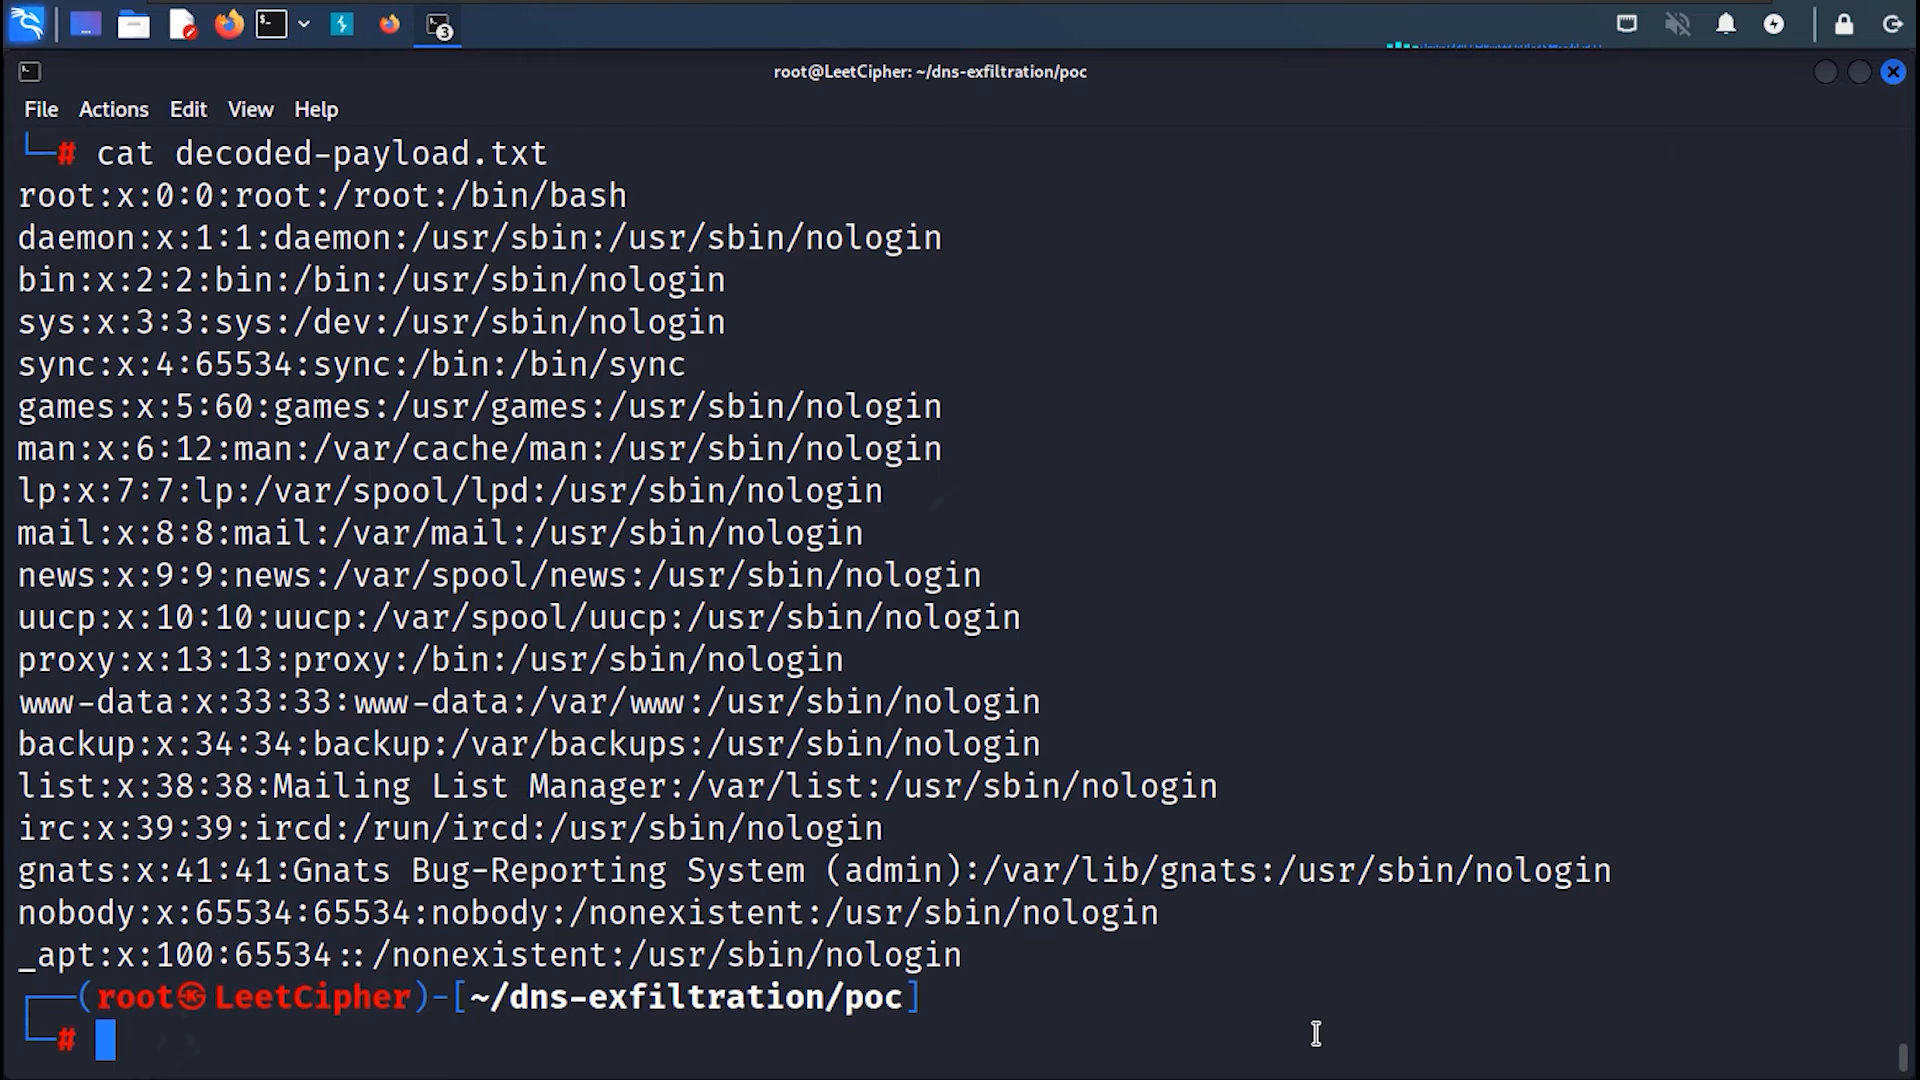 3
root@LeetCipher: ~/dns-exfiltration/poc
File Actions Edit View Help
└─# cat decoded-payload.txt
root:x:0:0:root:/root:/bin/bash
daemon:x:1:1:daemon:/usr/sbin:/usr/sbin/nologin
bin:x:2:2:bin:/bin:/usr/sbin/nologin
sys:x:3:3:sys:/dev:/usr/sbin/nologin
sync:x:4:65534:sync:/bin:/bin/sync
games:x:5:60:games:/usr/games:/usr/sbin/nologin
man:x:6:12:man:/var/cache/man:/usr/sbin/nologin
lp:x:7:7:lp:/var/spool/lpd:/usr/sbin/nologin
mail:x:8:8:mail:/var/mail:/usr/sbin/nologin
news:x:9:9:news:/var/spool/news:/usr/sbin/nologin
uucp:x:10:10:uucp:/var/spool/uucp:/usr/sbin/nologin
proxy:x:13:13:proxy:/bin:/usr/sbin/nologin
www-data:x:33:33:www-data:/var/www:/usr/sbin/nologin
backup:x:34:34:backup:/var/backups:/usr/sbin/nologin
list:x:38:38:Mailing List Manager:/var/list:/usr/sbin/nologin
irc:x:39:39:ircd:/run/ircd:/usr/sbin/nologin
gnats:x:41:41:Gnats Bug-Reporting System (admin):/var/lib/gnats:/usr/sbin/nologin
nobody:x:65534:65534:nobody:/nonexistent:/usr/sbin/nologin
_apt:x:100:65534::/nonexistent:/usr/sbin/nologin
┌──(root㉿LeetCipher)-[~/dns-exfiltration/poc]
└─#